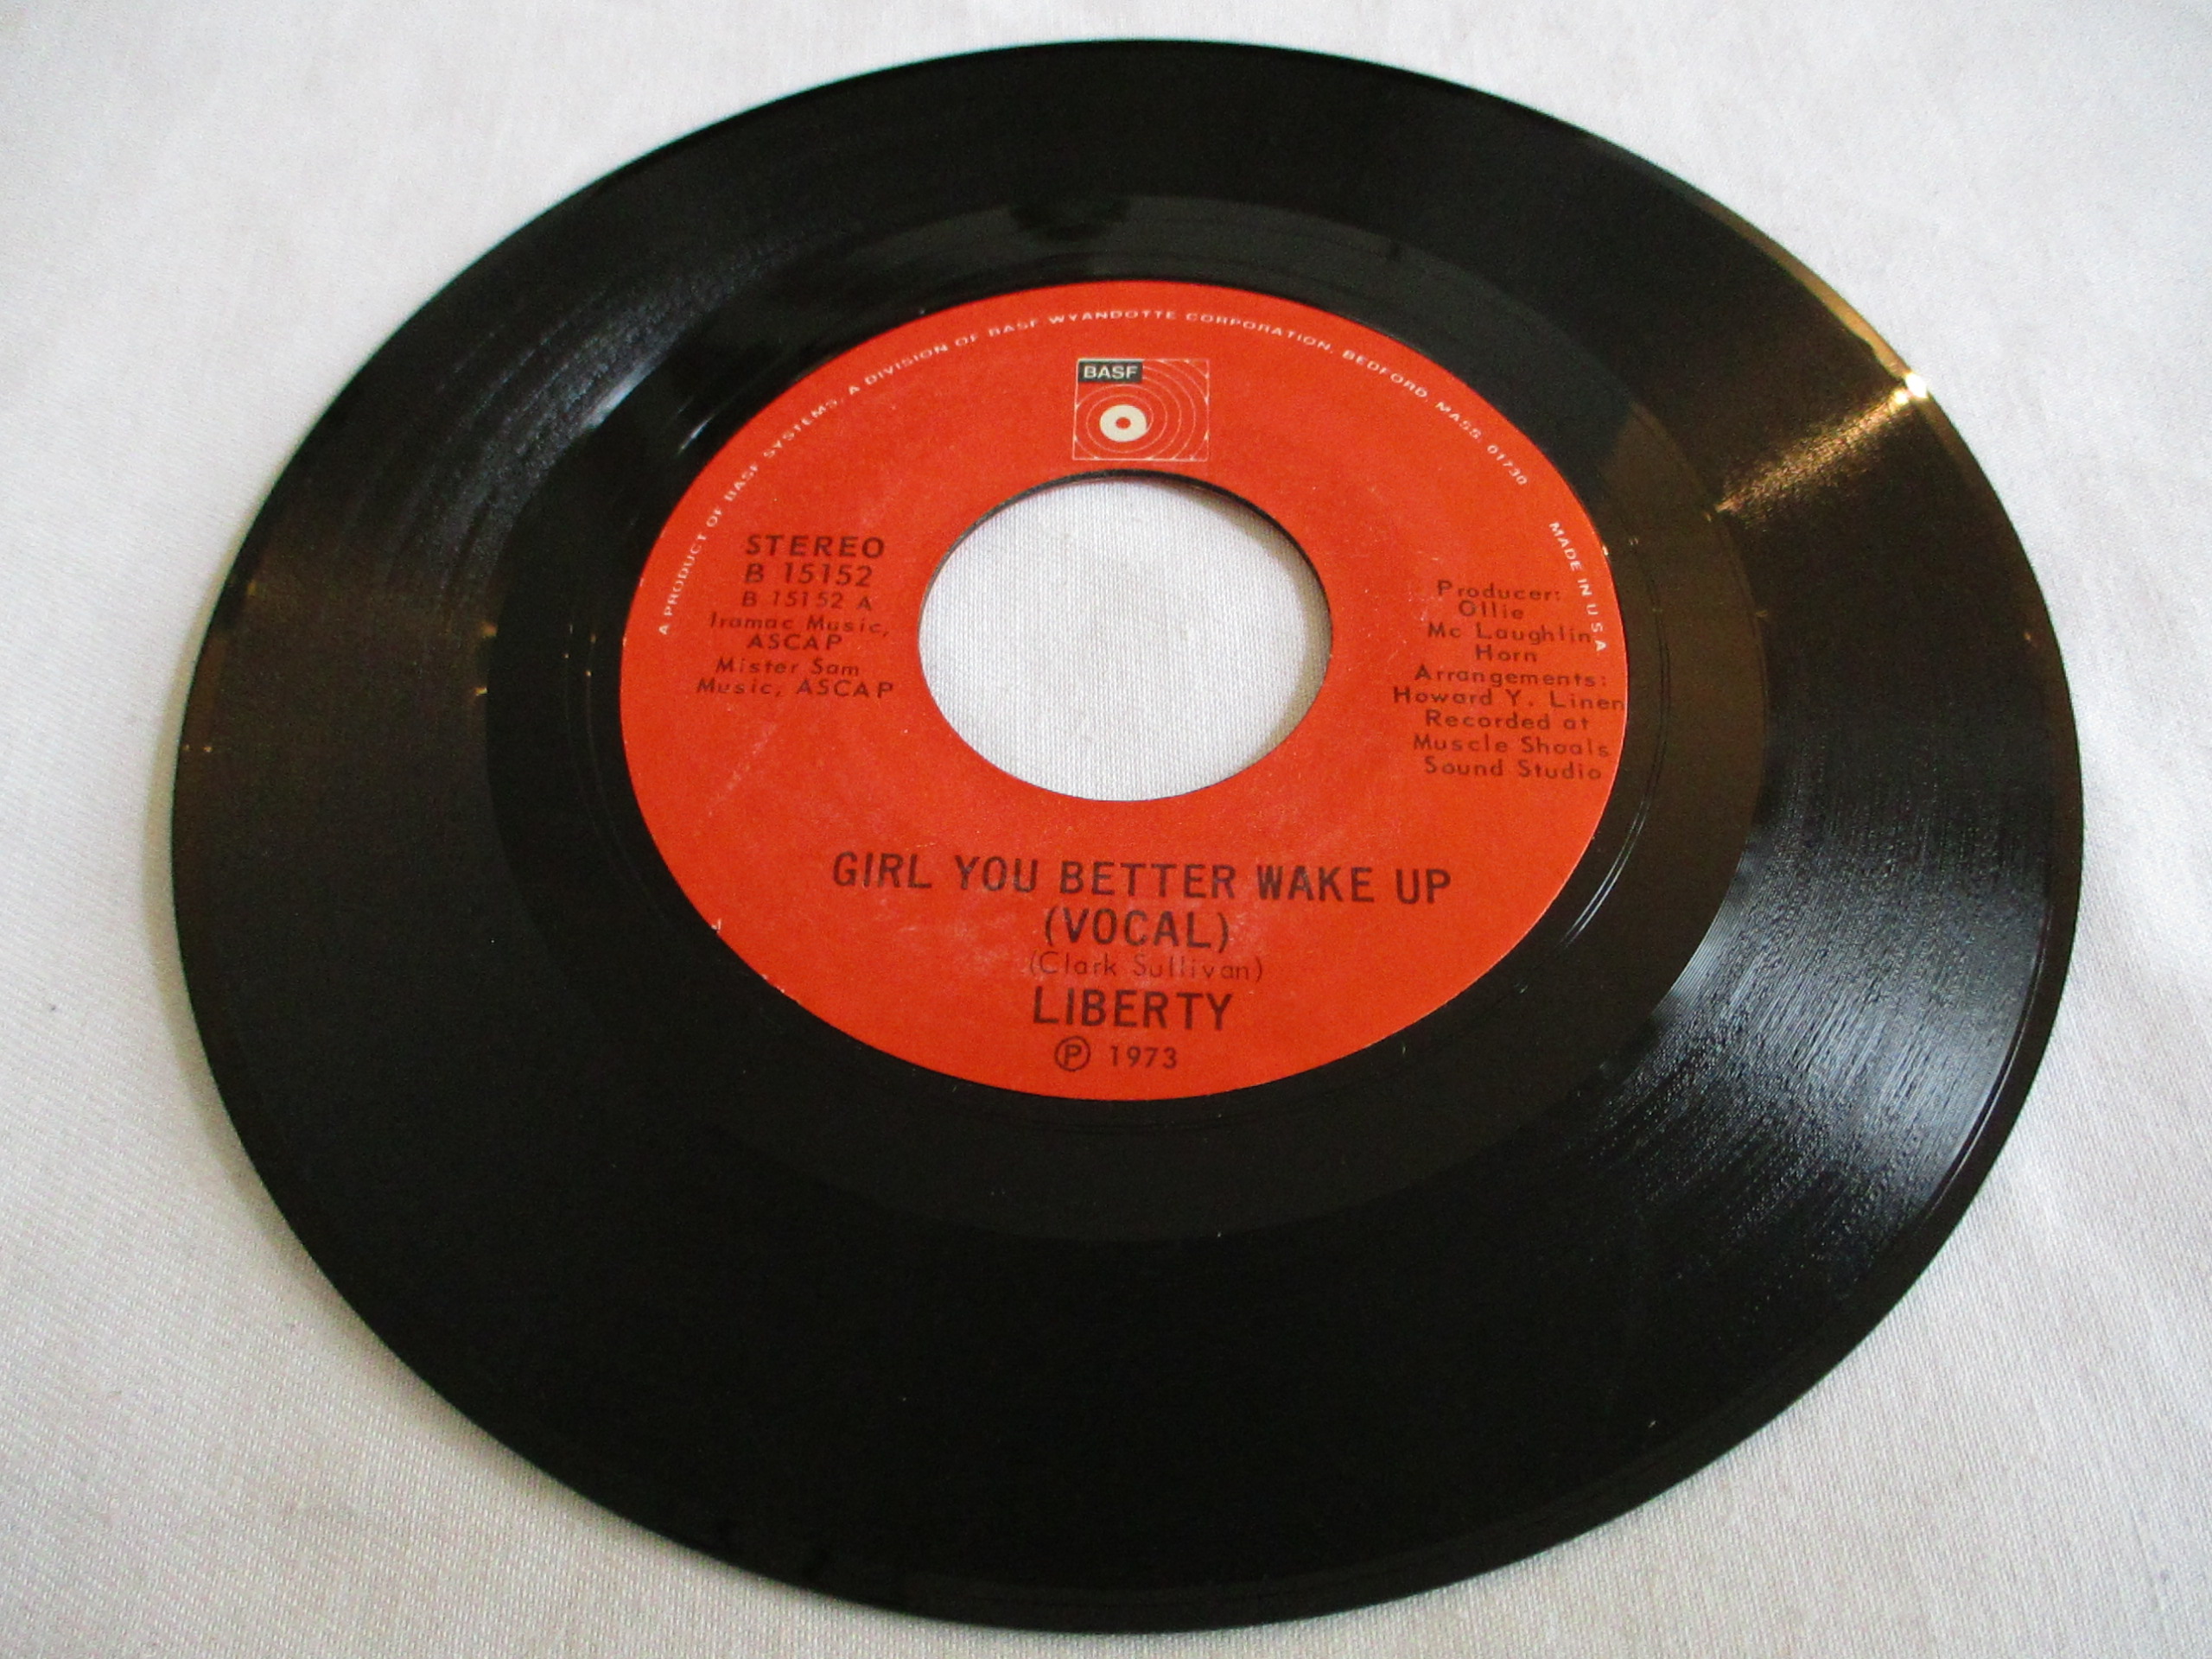 A PRODUCT OF BASF SYSTEMS, A DIVISION OF BASF WYANDOTTE CORPORATION, BEDFORD, MASS. 01730
MADE IN U S A
BASF
STEREO
B 15152
B 15152 A
Iramac Music,
ASCAP
Mister Sam
Music, ASCAP
Producer:
Ollie
Mc Laughlin
Horn
Arrangements:
Howard Y. Linen
Recorded at
Muscle Shoals
Sound Studio
GIRL YOU BETTER WAKE UP
(VOCAL)
(Clark Sullivan)
LIBERTY
Ⓟ 1973